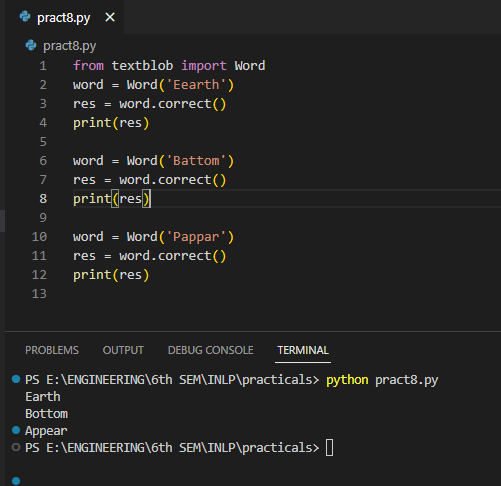 pract8.py
pract8.py
1 from textblob import Word
2 word = Word('Eearth')
3 res = word.correct()
4 print(res)
5
6 word = Word('Battom')
7 res = word.correct()
8 print(res)
9
10 word = Word('Pappar')
11 res = word.correct()
12 print(res)
13
PROBLEMS OUTPUT DEBUG CONSOLE TERMINAL
PS E:\ENGINEERING\6th SEM\INLP\practicals> python pract8.py
Earth
Bottom
Appear
PS E:\ENGINEERING\6th SEM\INLP\practicals>